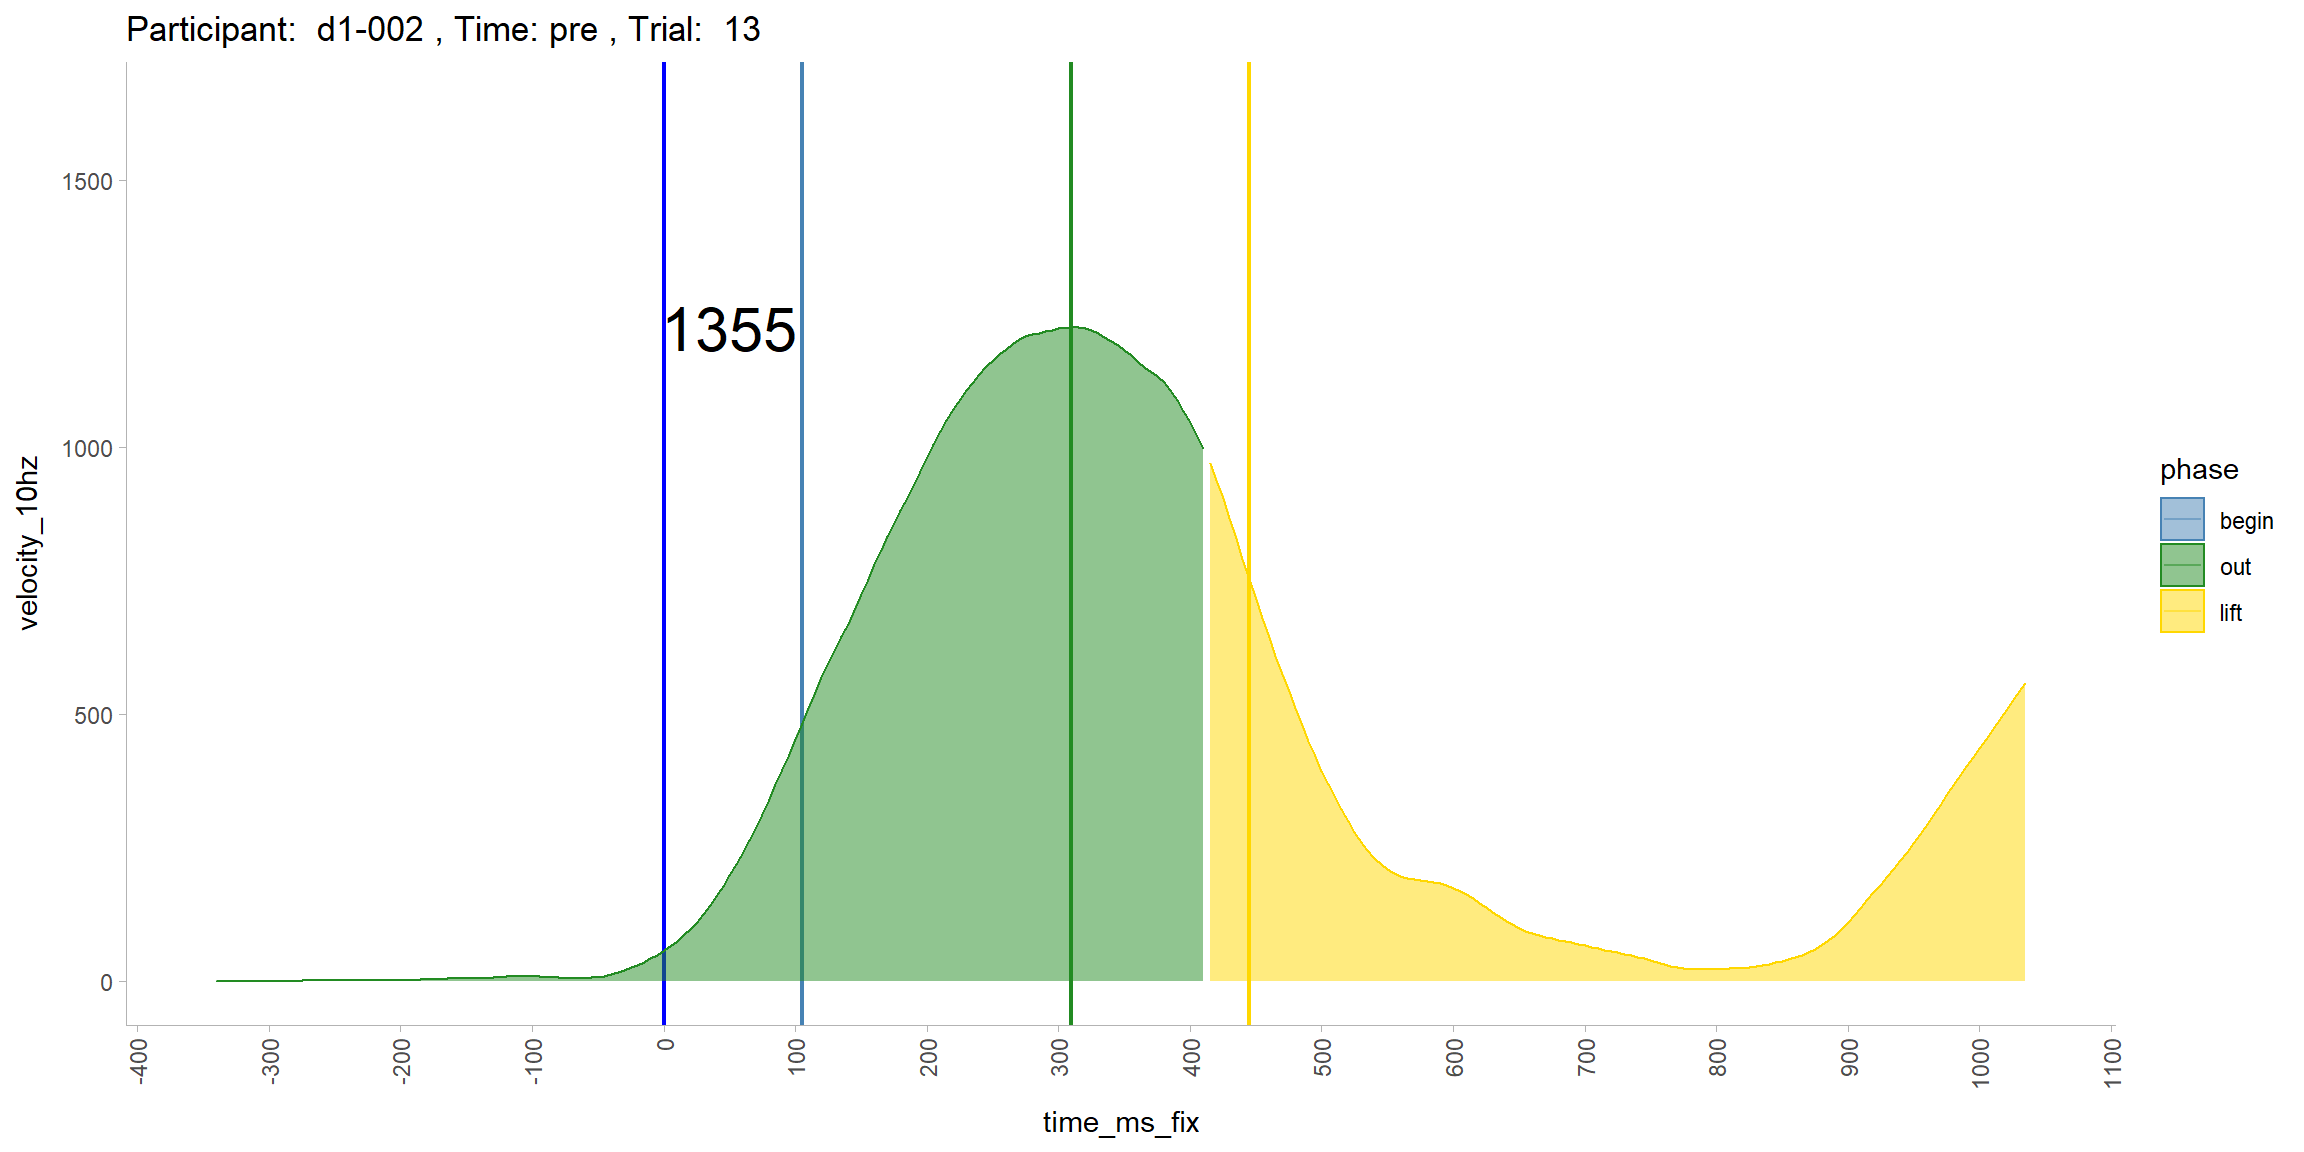 Participant:  d1-002 , Time: pre , Trial:  13
1500
1000
500
0
velocity_10hz
1355
-400 -300 -200 -100 0 100 200 300 400 500 600 700 800 900 1000 1100
time_ms_fix
phase
begin
out
lift